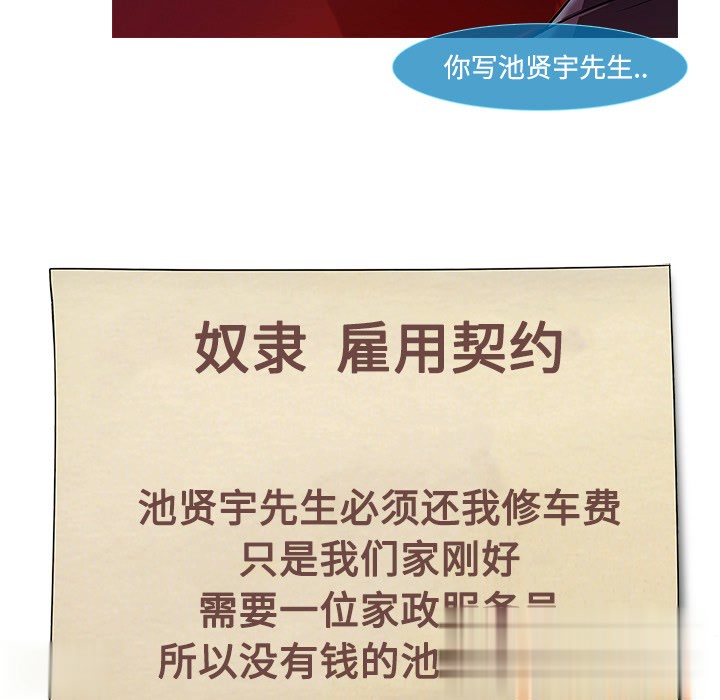 你写池贤宇先生..
奴隶 雇用契约
池贤宇先生必须还我修车费
只是我们家刚好
需要一位家政服务员
所以没有钱的池